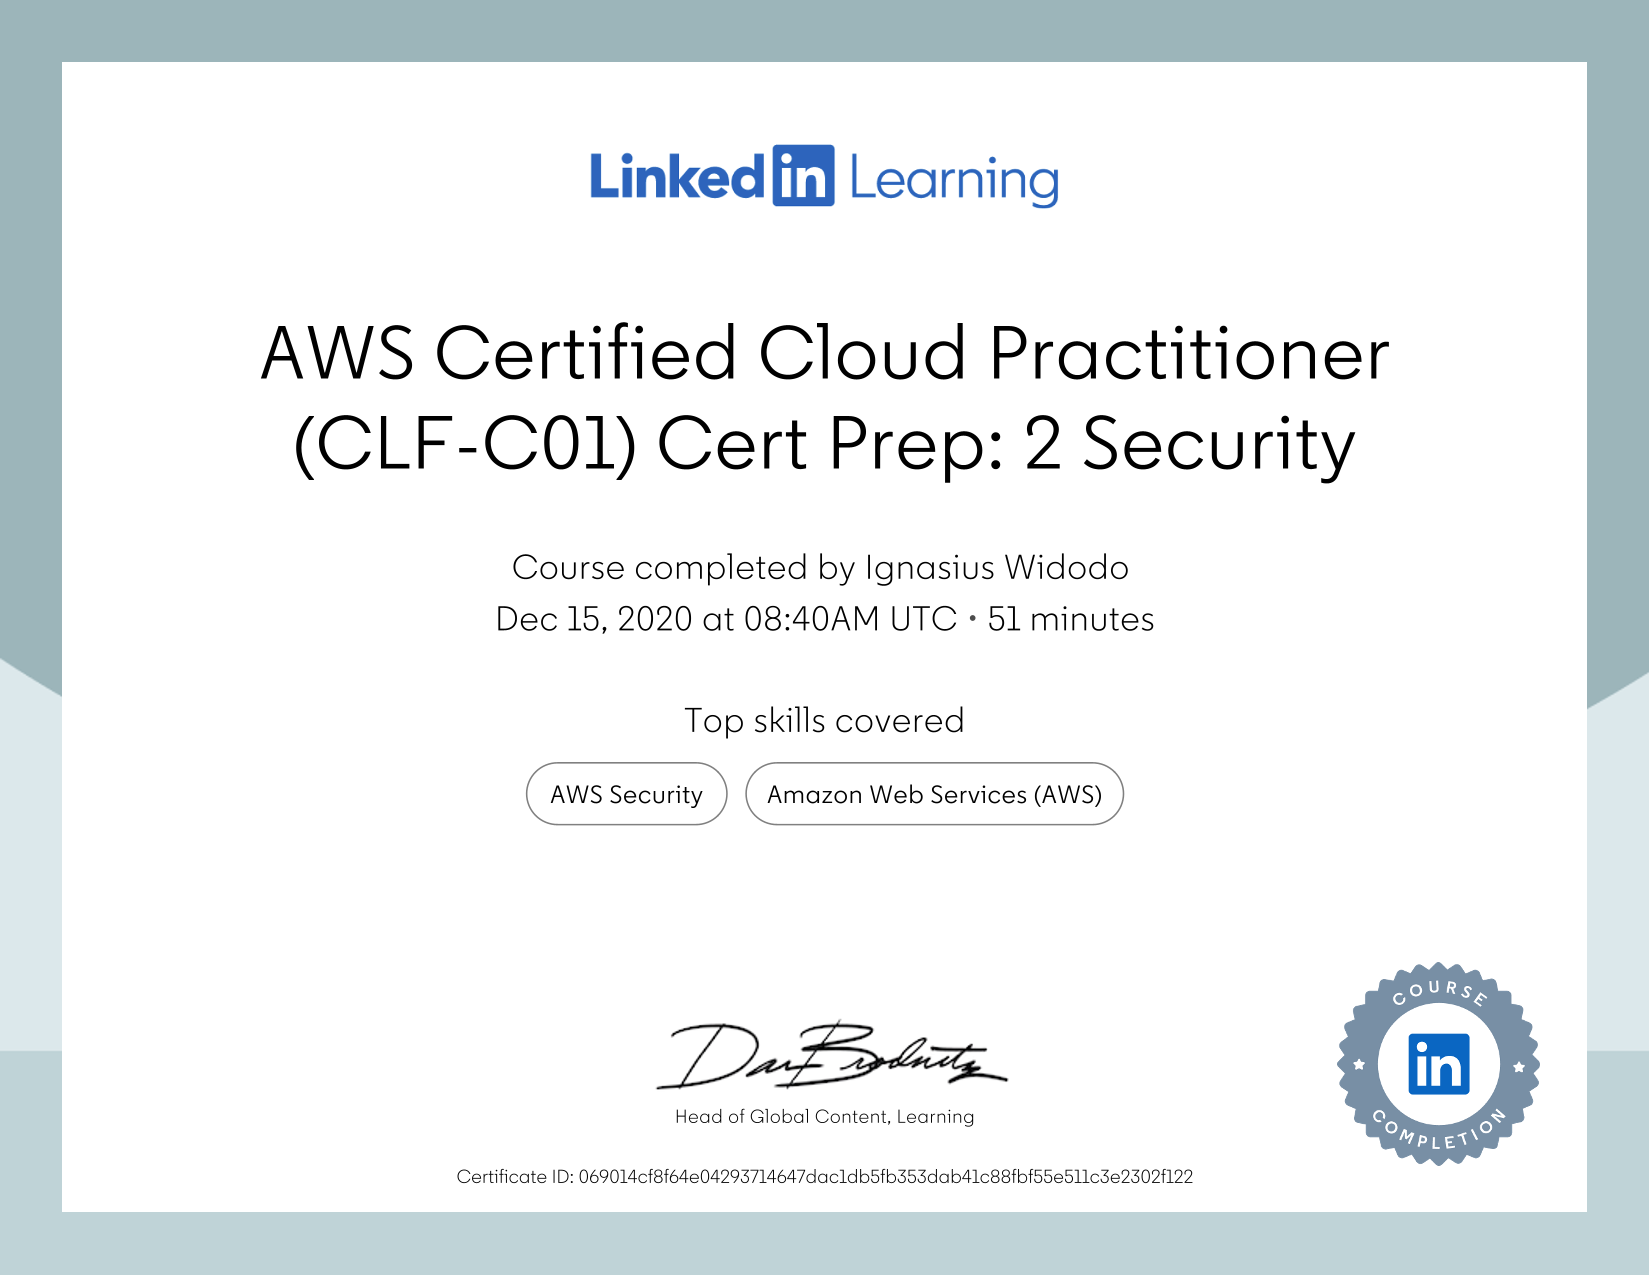 Linked in Learning
AWS Certified Cloud Practitioner
(CLF-C01) Cert Prep: 2 Security
Course completed by Ignasius Widodo
Dec 15, 2020 at 08:40AM UTC • 51 minutes
Top skills covered
AWS Security
Amazon Web Services (AWS)
Dan Brodnitz
Head of Global Content, Learning
COURSE
in
COMPLETION
Certificate ID: 069014cf8f64e04293714647dac1db5fb353dab41c88fbf55e511c3e2302f122